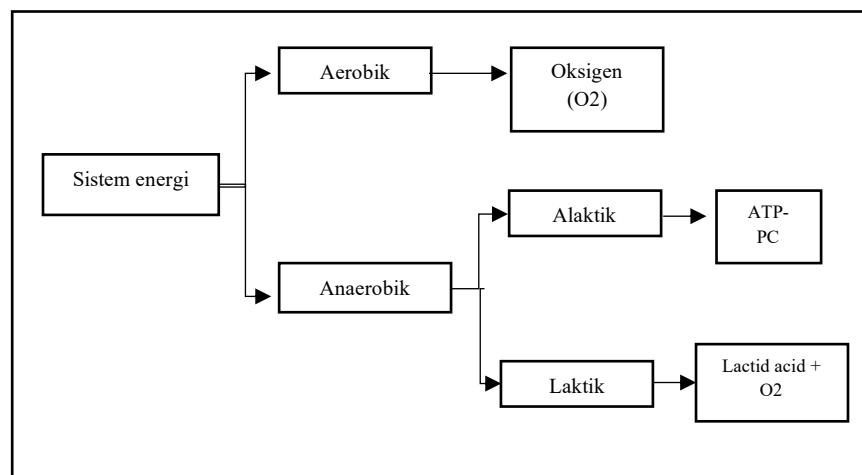 Aerobik
Oksigen
(O2)
Sistem energi
Alaktik
ATP-
PC
Anaerobik
Laktik
Lactid acid +
O2